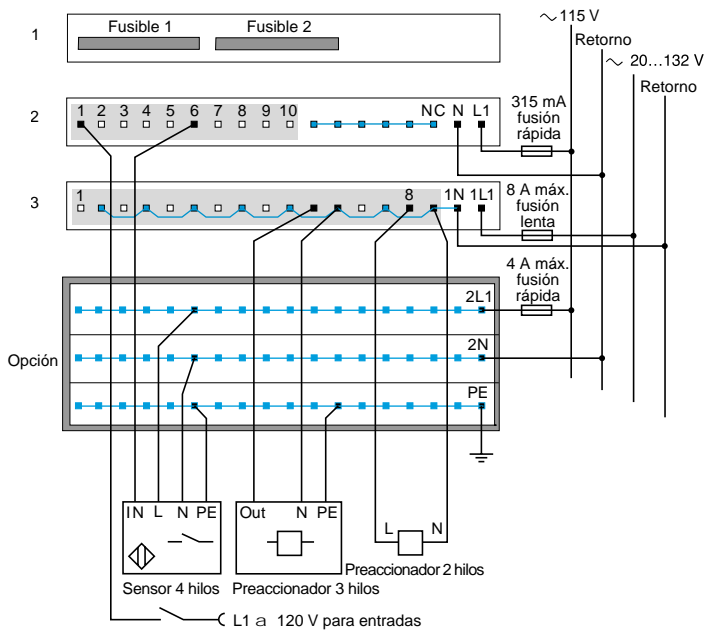 1 Fusible 1 Fusible 2
∼ 115 V
Retorno
∼ 20...132 V
Retorno
2 1 2 3 4 5 6 7 8 9 10 NC N L1
315 mA
fusión
rápida
3 1 8 1N 1L1
8 A máx.
fusión
lenta
4 A máx.
fusión
rápida
2L1
Opción
2N
PE
IN L N PE
Out N PE
L N
Sensor 4 hilos
Preaccionador 3 hilos
Preaccionador 2 hilos
L1 a 120 V para entradas